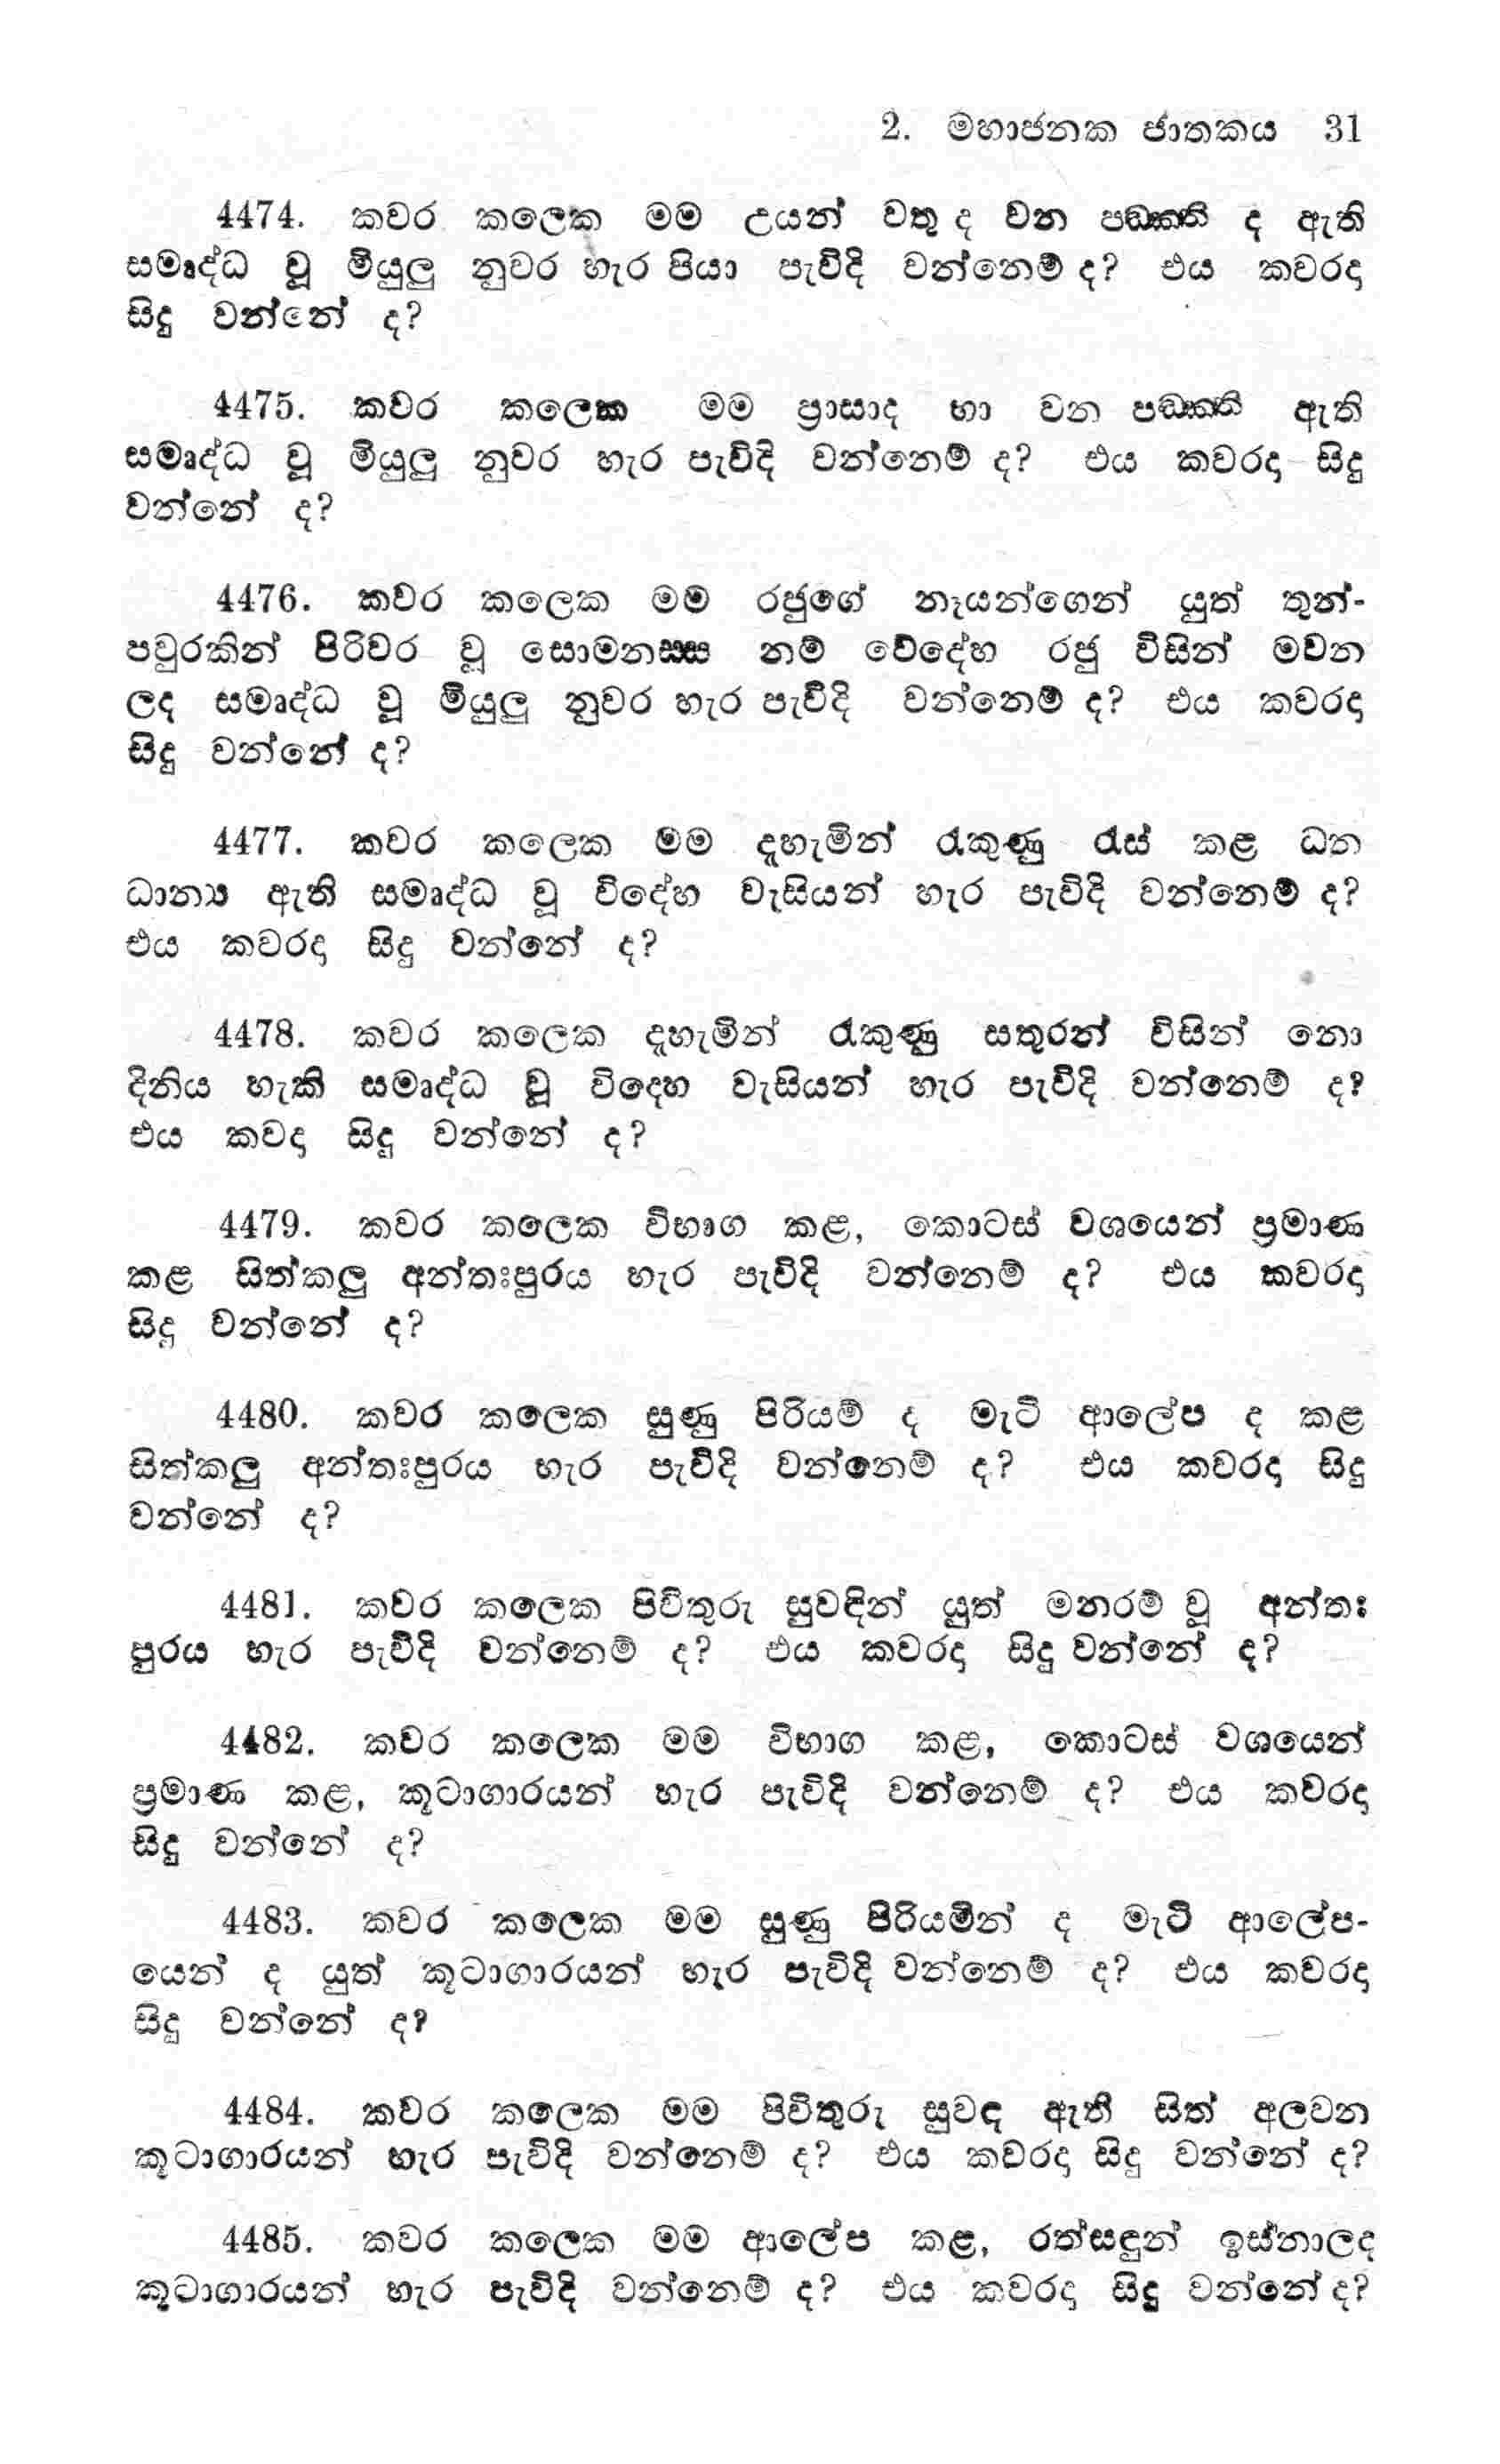 2. මහාජනක ජාතකය 31
4474. කවර කලෙක මම උයන් වතු ද වන පඞ්කති ද ඇති
සමෘද්ධ වූ මියුලු නුවර හැර පියා පැවිදි වන්නෙම් ද? එය කවරදා
සිදු වන්නේ ද?
4475. කවර කලෙක මම ප්‍රාසාද හා වන පඞ්කති ඇති
සමෘද්ධ වූ මියුලු නුවර හැර පැවිදි වන්නෙම් ද? එය කවරදා සිදු
වන්නේ ද?
4476. කවර කලෙක මම රජුගේ නෑයන්ගෙන් යුත් තුන්-
පවුරකින් පිරිවර වූ සොමනස්ස නම් වේදේහ රජු විසින් මවන
ලද සමෘද්ධ වූ මියුලු නුවර හැර පැවිදි වන්නෙම් ද? එය කවරදා
සිදු වන්නේ ද?
4477. කවර කලෙක මම දැහැමින් රැකුණු රැස් කළ ධන
ධාන්‍ය ඇති සමෘද්ධ වූ විදේහ වැසියන් හැර පැවිදි වන්නෙම් ද?
එය කවරදා සිදු වන්නේ ද?
4478. කවර කලෙක දැහැමින් රැකුණු සතුරන් විසින් නො
දිනිය හැකි සමෘද්ධ වූ විදෙහ වැසියන් හැර පැවිදි වන්නෙම් ද?
එය කවදා සිදු වන්නේ ද?
4479. කවර කලෙක විභාග කළ, කොටස් වශයෙන් ප්‍රමාණ
කළ සිත්කලු අන්තඃපුරය හැර පැවිදි වන්නෙම් ද? එය කවරදා
සිදු වන්නේ ද?
4480. කවර කලෙක සුණු පිරියම් ද මැටි ආලේප ද කළ
සිත්කලු අන්තඃපුරය හැර පැවිදි වන්නෙම් ද? එය කවරදා සිදු
වන්නේ ද?
4481. කවර කලෙක පිවිතුරු සුවඳින් යුත් මනරම් වූ අන්තඃ
පුරය හැර පැවිදි වන්නෙම් ද? එය කවරදා සිදු වන්නේ ද?
4482. කවර කලෙක මම විභාග කළ, කොටස් වශයෙන්
ප්‍රමාණ කළ, කූටාගාරයන් හැර පැවිදි වන්නෙම් ද? එය කවරදා
සිදු වන්නේ ද?
4483. කවර කලෙක මම සුණු පිරියමින් ද මැටි ආලේප-
යෙන් ද යුත් කූටාගාරයන් හැර පැවිදි වන්නෙම් ද? එය කවරදා
සිදු වන්නේ ද?
4484. කවර කලෙක මම පිවිතුරු සුවඳ ඇති සිත් අලවන
කූටාගාරයන් හැර පැවිදි වන්නෙම් ද? එය කවරදා සිදු වන්නේ ද?
4485. කවර කලෙක මම ආලේප කළ, රත්සඳුන් ඉස්නාලද
කූටාගාරයන් හැර පැවිදි වන්නෙම් ද? එය කවරදා සිදු වන්නේ ද?